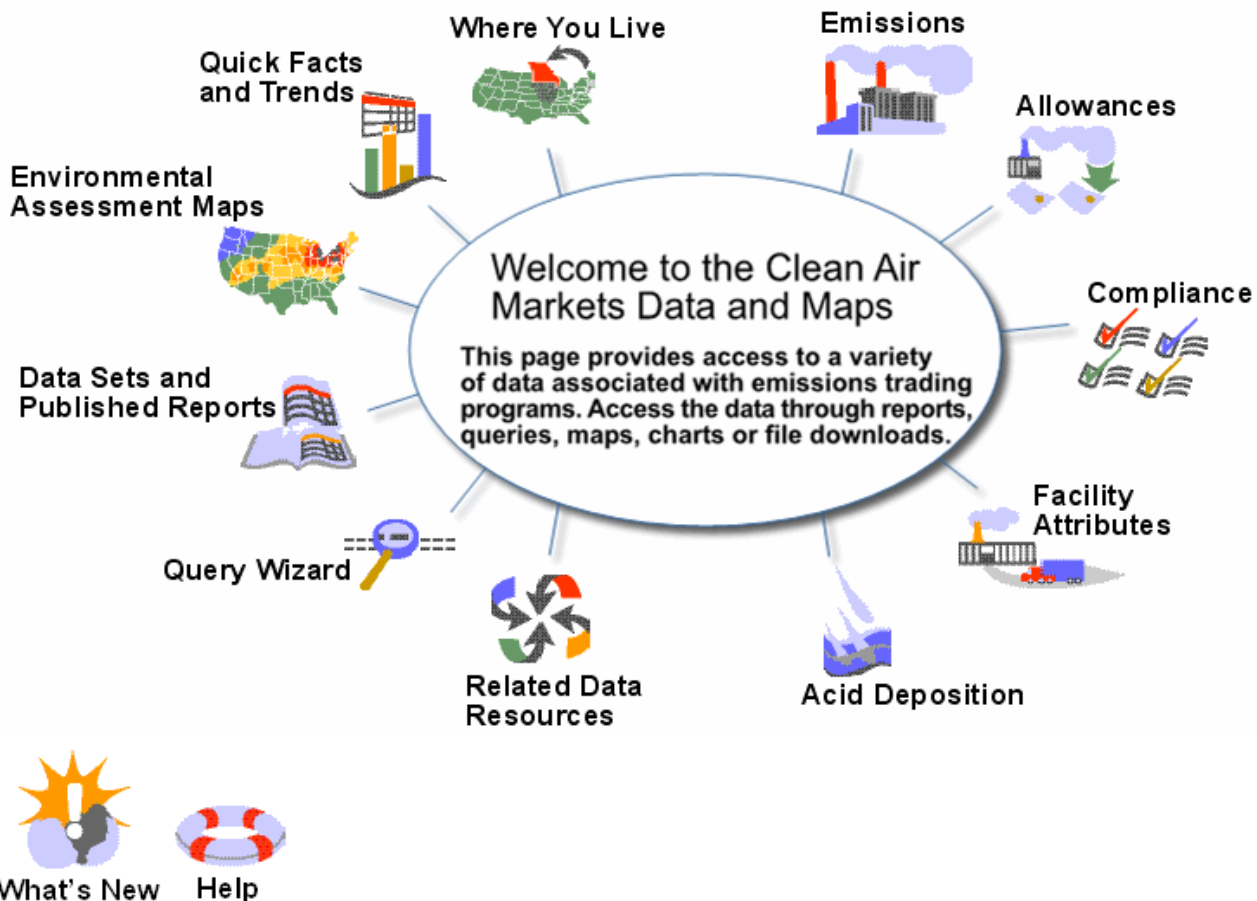 Where You Live
Emissions
Quick Facts
and Trends
Allowances
Environmental
Assessment Maps
Welcome to the Clean Air
Markets Data and Maps
This page provides access to a variety
of data associated with emissions trading
programs. Access the data through reports,
queries, maps, charts or file downloads.
Compliance
Data Sets and
Published Reports
Facility
Attributes
Query Wizard
Related Data
Resources
Acid Deposition
What's New
Help